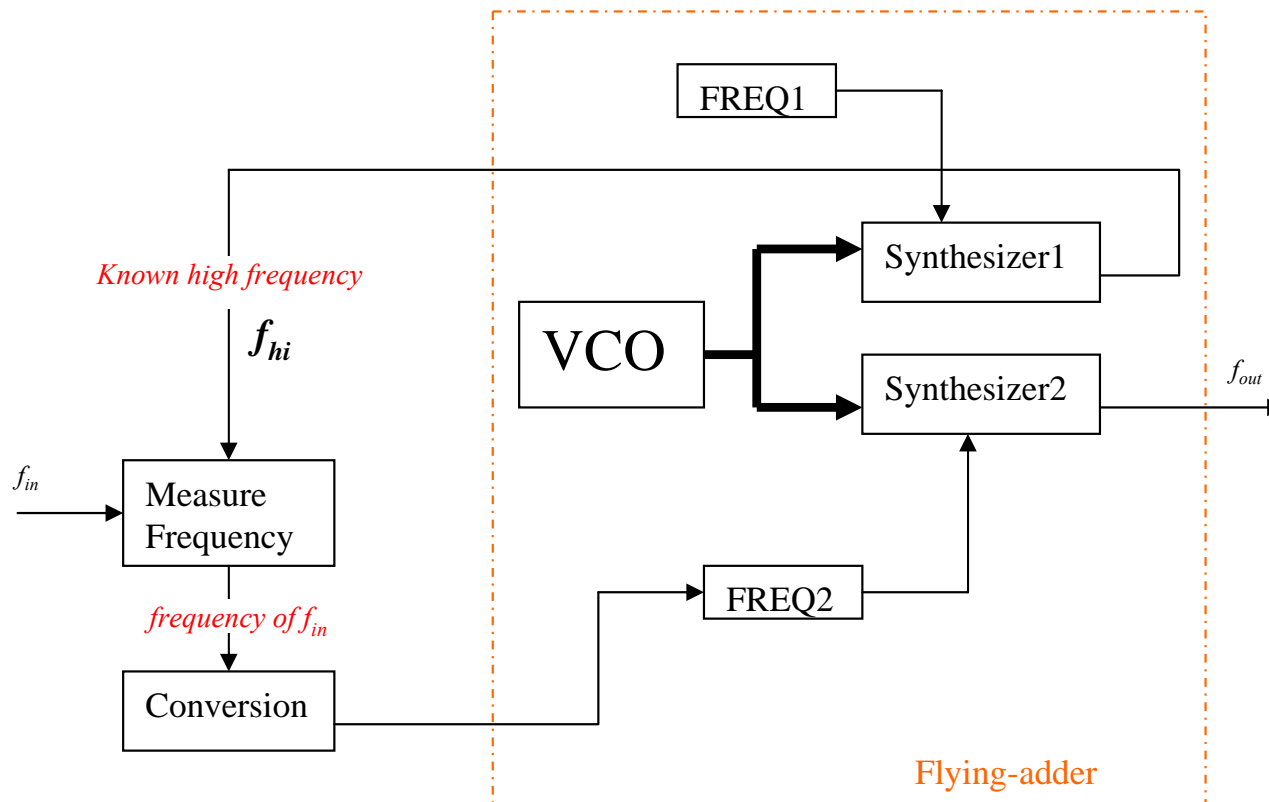 FREQ1
Synthesizer1
Known high frequency
f_hi
VCO
Synthesizer2
f_out
f_in
Measure
Frequency
FREQ2
frequency of f_in
Conversion
Flying-adder